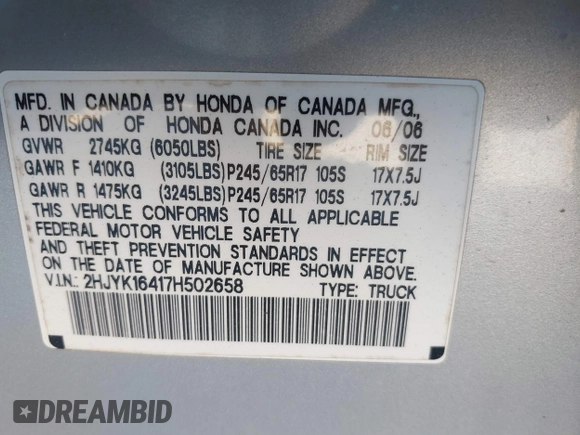 MFD. IN CANADA BY HONDA OF CANADA MFG.,
A DIVISION OF HONDA CANADA INC. 06/06
GVWR 2745KG (6050LBS) TIRE SIZE RIM SIZE
GAWR F 1410KG (3105LBS)P245/65R17 105S 17X7.5J
GAWR R 1475KG (3245LBS)P245/65R17 105S 17X7.5J
THIS VEHICLE CONFORMS TO ALL APPLICABLE
FEDERAL MOTOR VEHICLE SAFETY
AND THEFT PREVENTION STANDARDS IN EFFECT
ON THE DATE OF MANUFACTURE SHOWN ABOVE.
V.I.N.: 2HJYK16417H502658 TYPE: TRUCK
DREAMBID